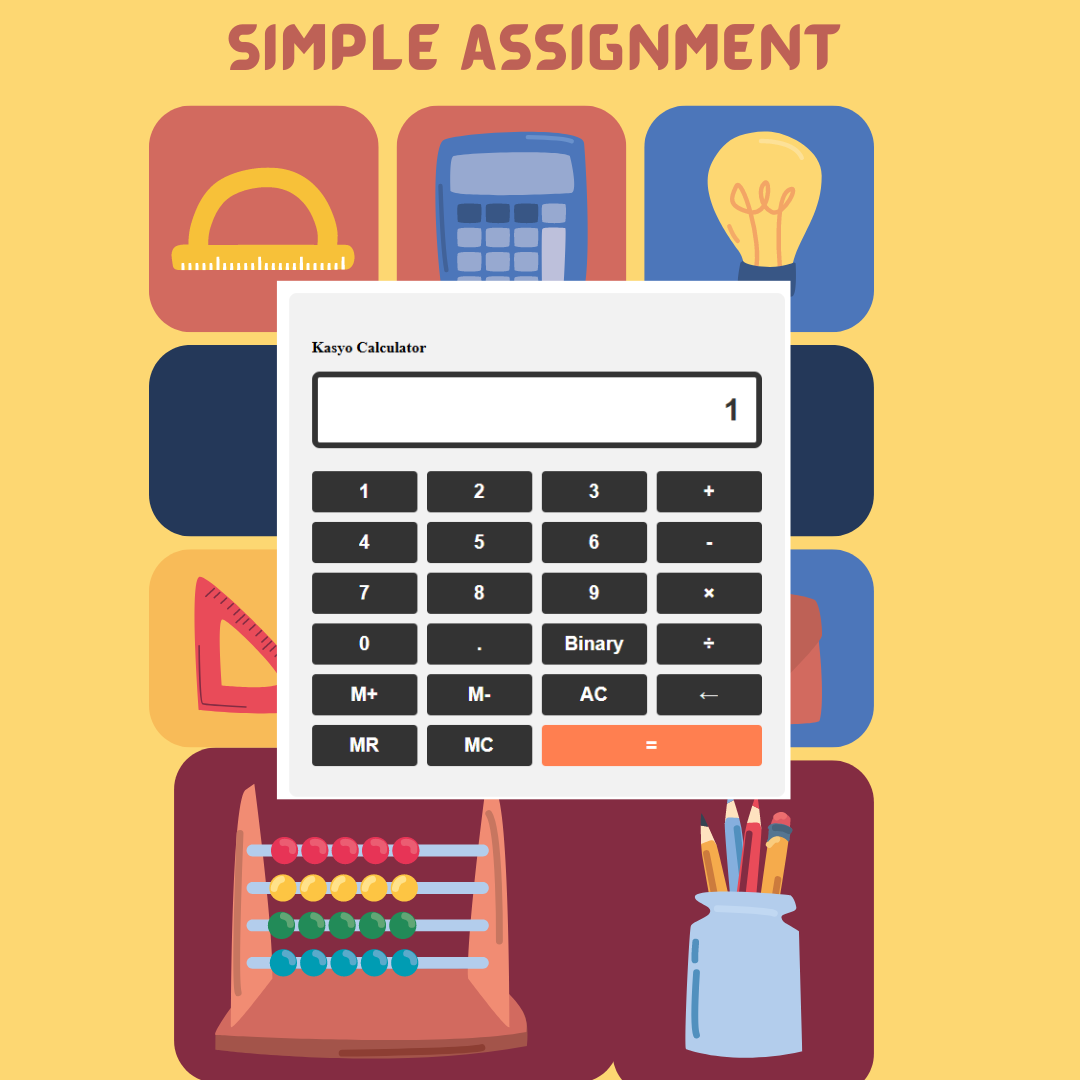 SIMPLE ASSIGNMENT
Kasyo Calculator
1
1 2 3 +
4 5 6 -
7 8 9 ×
0 . Binary ÷
M+ M- AC ←
MR MC =